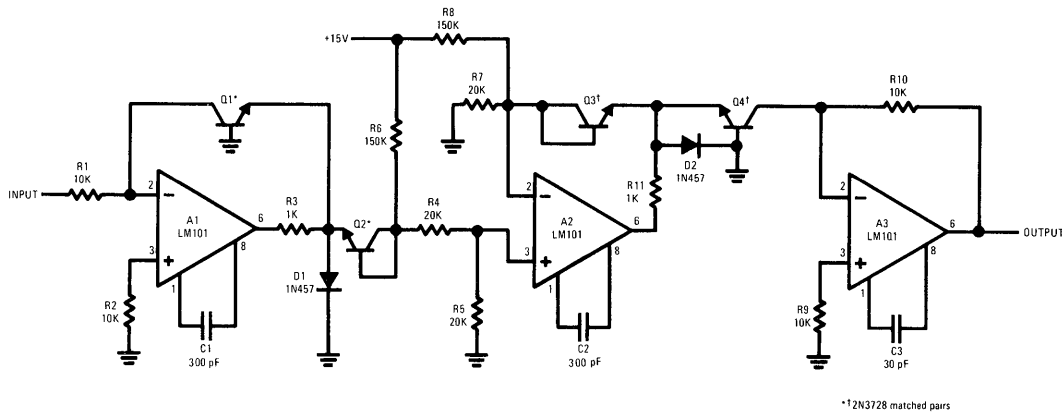 +15V
R8
150K
R7
20K
Q1*
Q3†
Q4†
R10
10K
R6
150K
D2
1N457
R1
10K
INPUT
2
−
A1
LM101
3
+
6
8
1
R3
1K
Q2*
R4
20K
2
−
A2
LM101
3
+
6
8
1
R11
1K
2
−
A3
LM101
3
+
6
8
1
OUTPUT
R2
10K
D1
1N457
R5
20K
R9
10K
C1
300 pF
C2
300 pF
C3
30 pF
*†2N3728 matched pairs